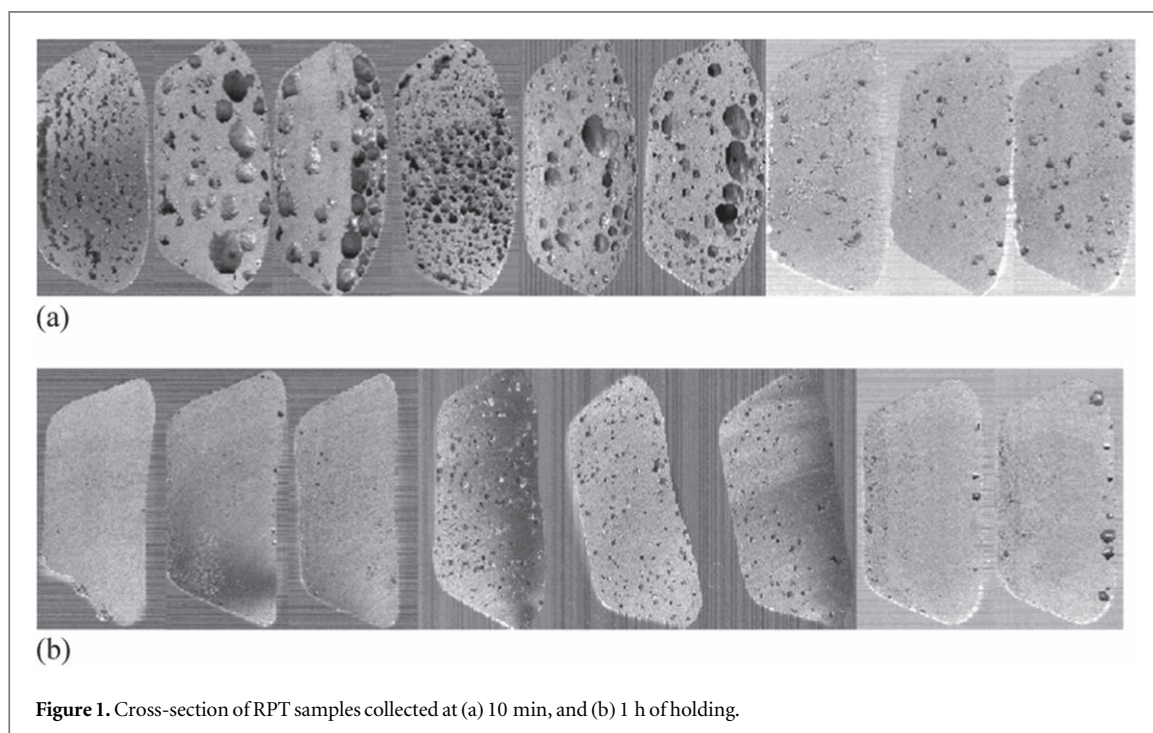 (a)
(b)
Figure 1. Cross-section of RPT samples collected at (a) 10 min, and (b) 1 h of holding.